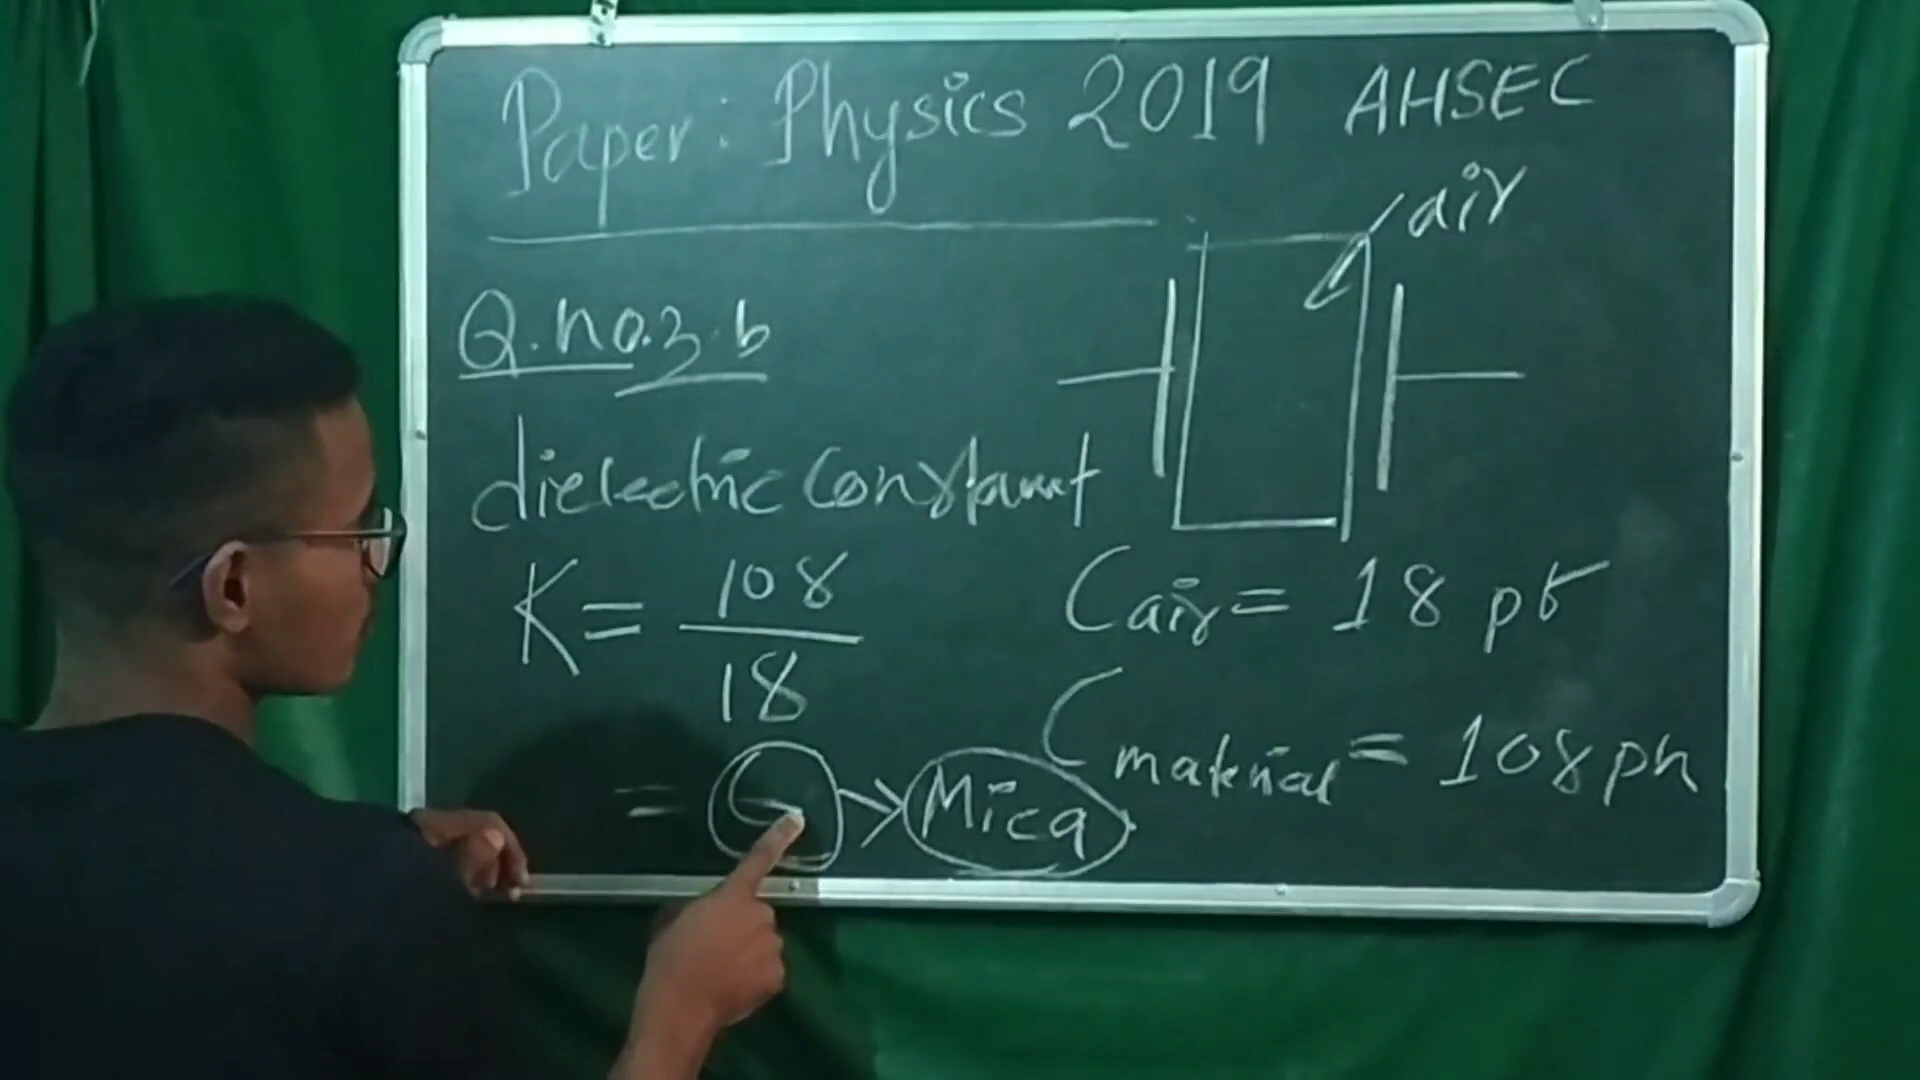 Paper: Physics 2019 AHSEC
air
Q.no.3.b
dielectric Constant
K = 108/18
= 6 > Mica
Cair = 18 pf
Cmaterial = 108 pf